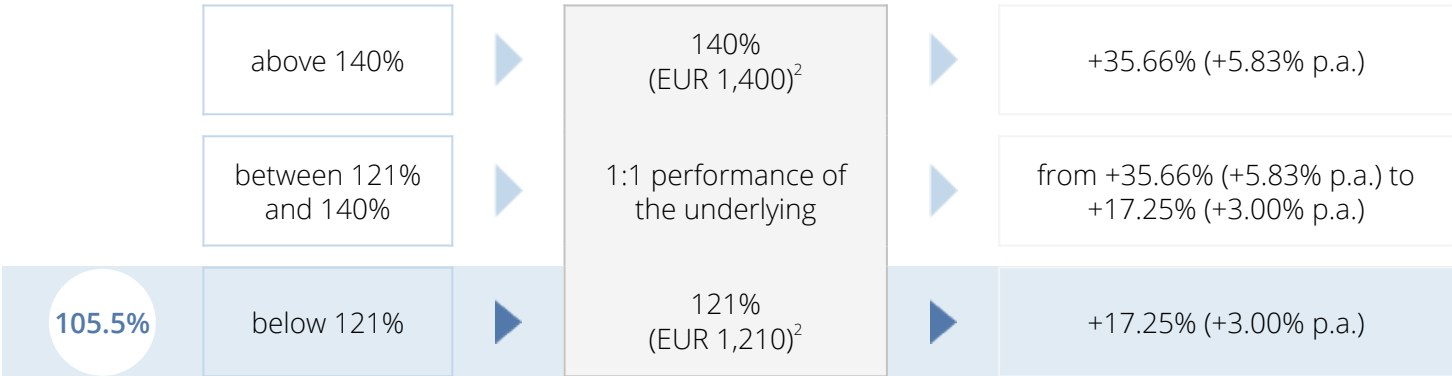 above 140%
140%
(EUR 1,400)²
+35.66% (+5.83% p.a.)
between 121%
and 140%
1:1 performance of
the underlying
from +35.66% (+5.83% p.a.) to
+17.25% (+3.00% p.a.)
105.5%
below 121%
121%
(EUR 1,210)²
+17.25% (+3.00% p.a.)